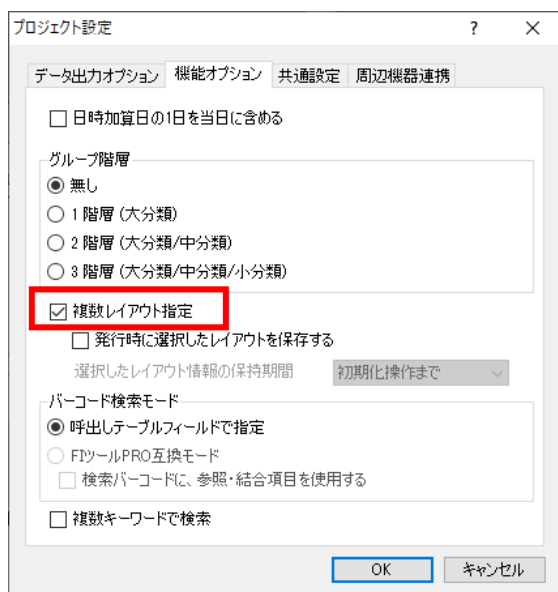 プロジェクト設定 ? ×
データ出力オプション 機能オプション 共通設定 周辺機器連携
日時加算日の1日を当日に含める
グループ階層
無し
1 階層 (大分類)
2 階層 (大分類/中分類)
3 階層 (大分類/中分類/小分類)
複数レイアウト指定
発行時に選択したレイアウトを保存する
選択したレイアウト情報の保持期間 初期化操作まで
バーコード検索モード
呼出しテーブルフィールドで指定
FIツールPRO互換モード
検索バーコードに、参照・結合項目を使用する
複数キーワードで検索
OK キャンセル